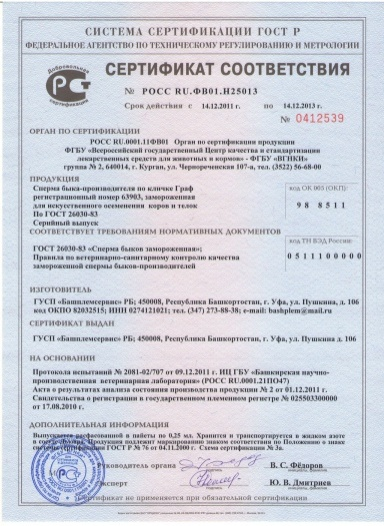 СИСТЕМА СЕРТИФИКАЦИИ ГОСТ Р
ФЕДЕРАЛЬНОЕ АГЕНТСТВО ПО ТЕХНИЧЕСКОМУ РЕГУЛИРОВАНИЮ И МЕТРОЛОГИИ
Добровольная
сертификация
СЕРТИФИКАТ СООТВЕТСТВИЯ
№ РОСС RU.ФВ01.Н25013
Срок действия с 14.12.2011 г. по 14.12.2013 г.
№ 0412539
ОРГАН ПО СЕРТИФИКАЦИИ
РОСС RU.0001.11ФВ01 Орган по сертификации продукции
ФГБУ «Всероссийский государственный Центр качества и стандартизации
лекарственных средств для животных и кормов» - ФГБУ «ВГНКИ»
группа № 2, 640014, г. Курган, ул. Чернореченская 107-а, тел. (3522) 56-68-00
ПРОДУКЦИЯ
Сперма быка-производителя по кличке Граф
регистрационный номер 63903, замороженная
для искусственного осеменения коров и телок
По ГОСТ 26030-83
Серийный выпуск
код ОК 005 (ОКП):
98 8511
СООТВЕТСТВУЕТ ТРЕБОВАНИЯМ НОРМАТИВНЫХ ДОКУМЕНТОВ
ГОСТ 26030-83 «Сперма быков замороженная»;
Правила по ветеринарно-санитарному контролю качества
замороженной спермы быков-производителей
код ТН ВЭД России:
0511100000
ИЗГОТОВИТЕЛЬ
ГУСП «Башплемсервис» РБ; 450008, Республика Башкортостан, г. Уфа, ул. Пушкина, д. 106
код ОКПО 82032515; ИНН 0274121021; тел. (347) 273-88-38; e-mail: bashplem@mail.ru
СЕРТИФИКАТ ВЫДАН
ГУСП «Башплемсервис» РБ; 450008, Республика Башкортостан, г. Уфа, ул. Пушкина, д. 106
НА ОСНОВАНИИ
Протокола испытаний № 2081-02/707 от 09.12.2011 г. ИЦ ГБУ «Башкирская научно-
производственная ветеринарная лаборатория» (РОСС RU.0001.21ПО47)
Акта о результатах анализа состояния производства продукции № 2 от 01.12.2011 г.
Свидетельства о регистрации в государственном племенном регистре № 025503300000
от 17.08.2010 г.
ДОПОЛНИТЕЛЬНАЯ ИНФОРМАЦИЯ
Выпускается расфасованной в пайеты по 0,25 мл. Хранится и транспортируется в жидком азоте
в сосуде Дьюара. Продукция подлежит маркированию знаком соответствия по Положению о знаке
системы сертификации ГОСТ Р № 76 от 04.11.2000 г. Схема сертификации № 3а.
Руководитель органа
В. С. Фёдоров
Эксперт
Ю. В. Дмитриев
Сертификат не применяется при обязательной сертификации